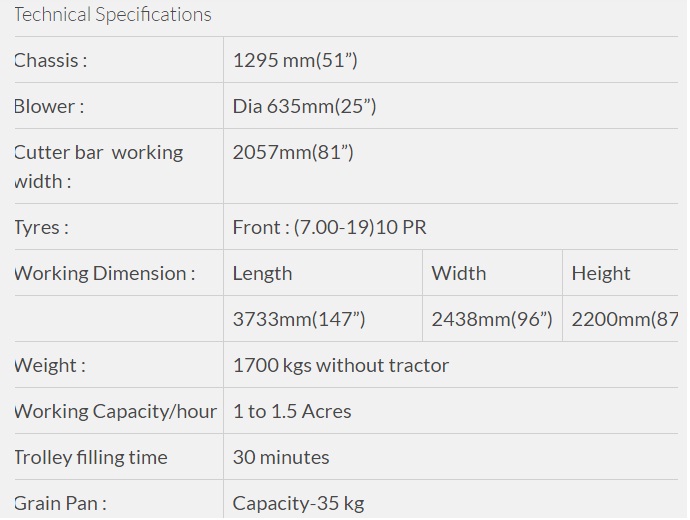 Technical Specifications
Chassis : 1295 mm(51”)
Blower : Dia 635mm(25”)
Cutter bar  working 2057mm(81”)
width :
Tyres : Front : (7.00-19)10 PR
Working Dimension : Length Width Height
3733mm(147”) 2438mm(96”) 2200mm(87
Weight : 1700 kgs without tractor
Working Capacity/hour 1 to 1.5 Acres
Trolley filling time 30 minutes
Grain Pan : Capacity-35 kg